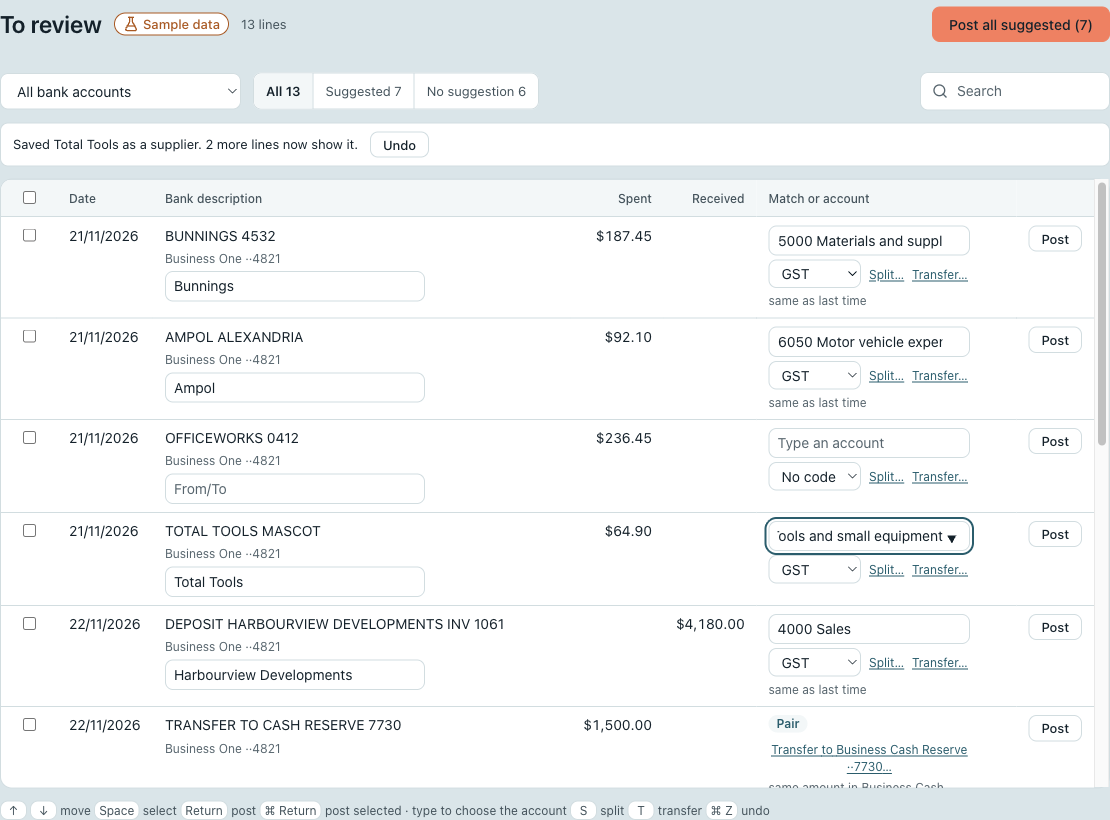 To review Sample data 13 lines Post all suggested (7)
All bank accounts All 13 Suggested 7 No suggestion 6 Search
Saved Total Tools as a supplier. 2 more lines now show it. Undo
Date Bank description Spent Received Match or account
21/11/2026 BUNNINGS 4532 $187.45 5000 Materials and suppl Post
Business One ··4821
Bunnings GST Split... Transfer...
same as last time
21/11/2026 AMPOL ALEXANDRIA $92.10 6050 Motor vehicle exper Post
Business One ··4821
Ampol GST Split... Transfer...
same as last time
21/11/2026 OFFICEWORKS 0412 $236.45 Type an account Post
Business One ··4821
From/To No code Split... Transfer...
21/11/2026 TOTAL TOOLS MASCOT $64.90 ools and small equipment Post
Business One ··4821
Total Tools GST Split... Transfer...
22/11/2026 DEPOSIT HARBOURVIEW DEVELOPMENTS INV 1061 $4,180.00 4000 Sales Post
Business One ··4821
Harbourview Developments GST Split... Transfer...
same as last time
22/11/2026 TRANSFER TO CASH RESERVE 7730 $1,500.00 Pair Post
Business One ··4821 Transfer to Business Cash Reserve
··7730...
same amount in Business Cash
↑ ↓ move Space select Return post ⌘ Return post selected · type to choose the account S split T transfer ⌘ Z undo